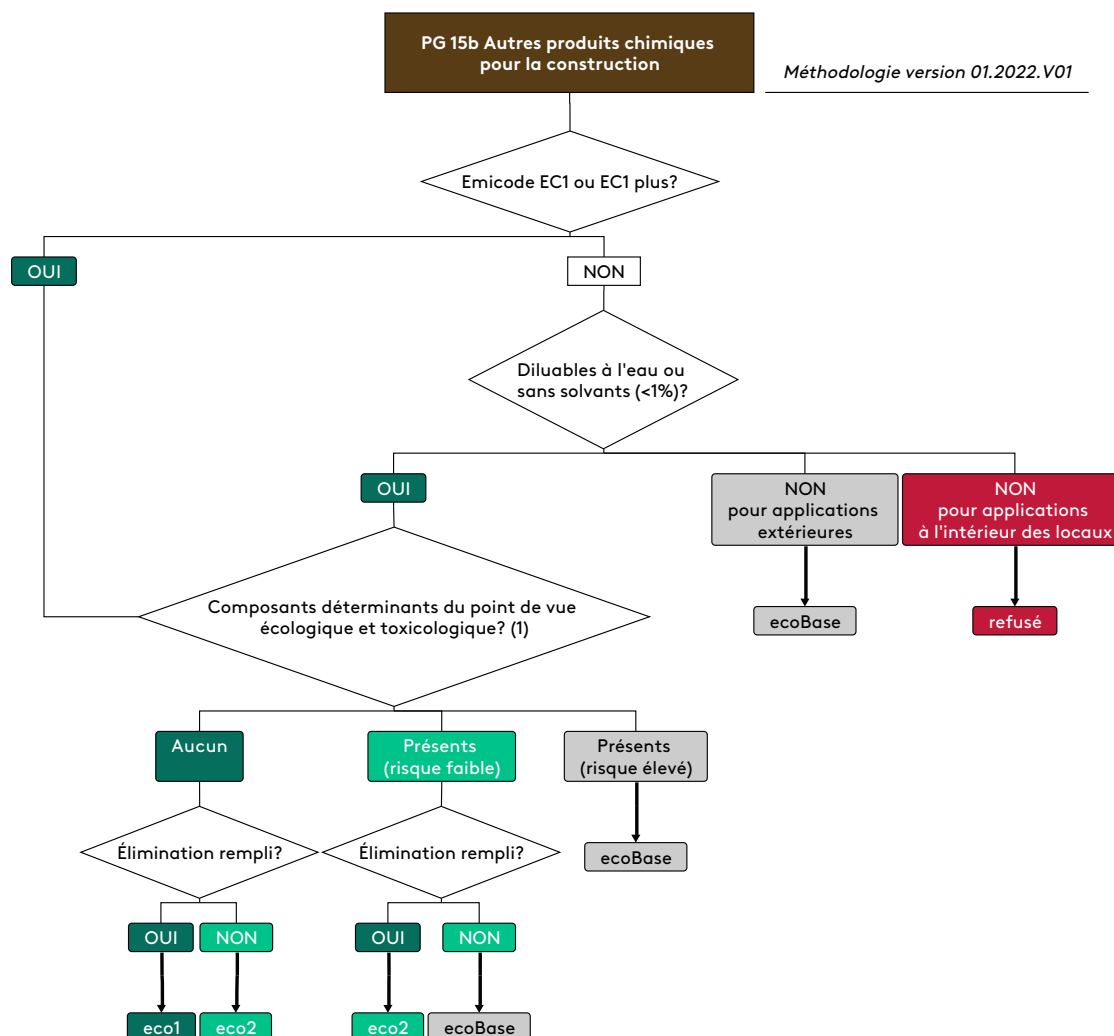 PG 15b Autres produits chimiques
pour la construction
Méthodologie version 01.2022.V01
Emicode EC1 ou EC1 plus?
OUI
NON
Diluables à l'eau ou
sans solvants (<1%)?
OUI
NON
pour applications
extérieures
NON
pour applications
à l'intérieur des locaux
Composants déterminants du point de vue
écologique et toxicologique? (1)
ecoBase
refusé
Aucun
Présents
(risque faible)
Présents
(risque élevé)
Élimination rempli?
Élimination rempli?
ecoBase
OUI
NON
OUI
NON
eco1
eco2
eco2
ecoBase